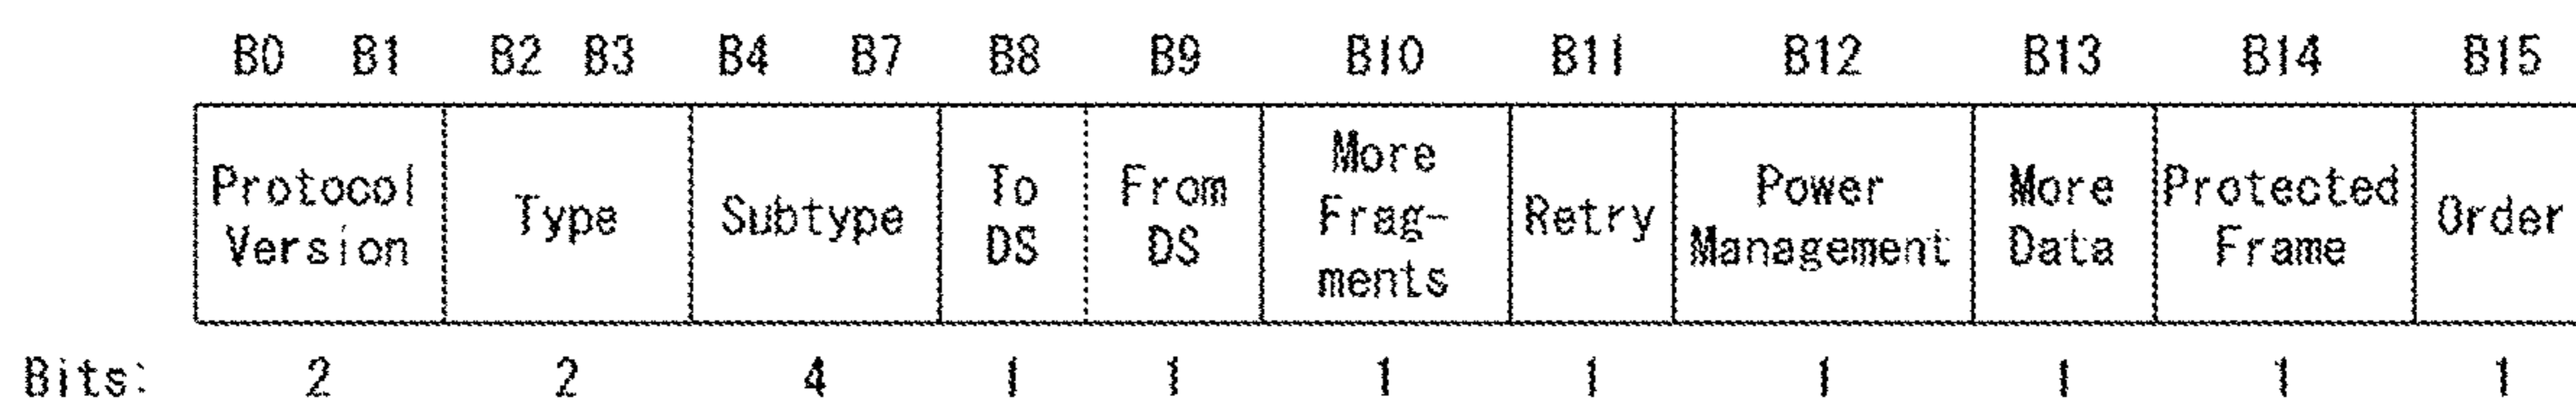 B0 B1 B2 B3 B4 B7 B8 B9 B10 B11 B12 B13 B14 B15
Protocol
Version
Type
Subtype
To
DS
From
DS
More
Frag-
ments
Retry
Power
Management
More
Data
Protected
Frame
Order
Bits: 2 2 4 1 1 1 1 1 1 1 1